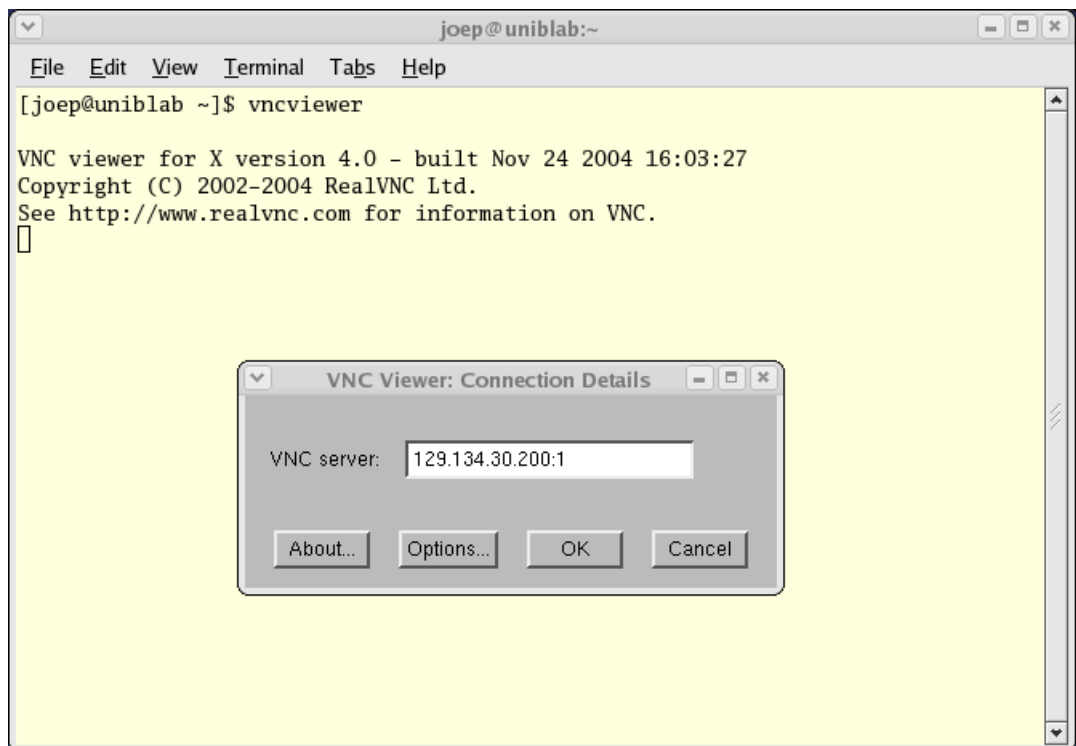 joep@uniblab:~
File Edit View Terminal Tabs Help
[joep@uniblab ~]$ vncviewer
VNC viewer for X version 4.0 – built Nov 24 2004 16:03:27
Copyright (C) 2002–2004 RealVNC Ltd.
See http://www.realvnc.com for information on VNC.
VNC Viewer: Connection Details
VNC server: 129.134.30.200:1
About... Options... OK Cancel